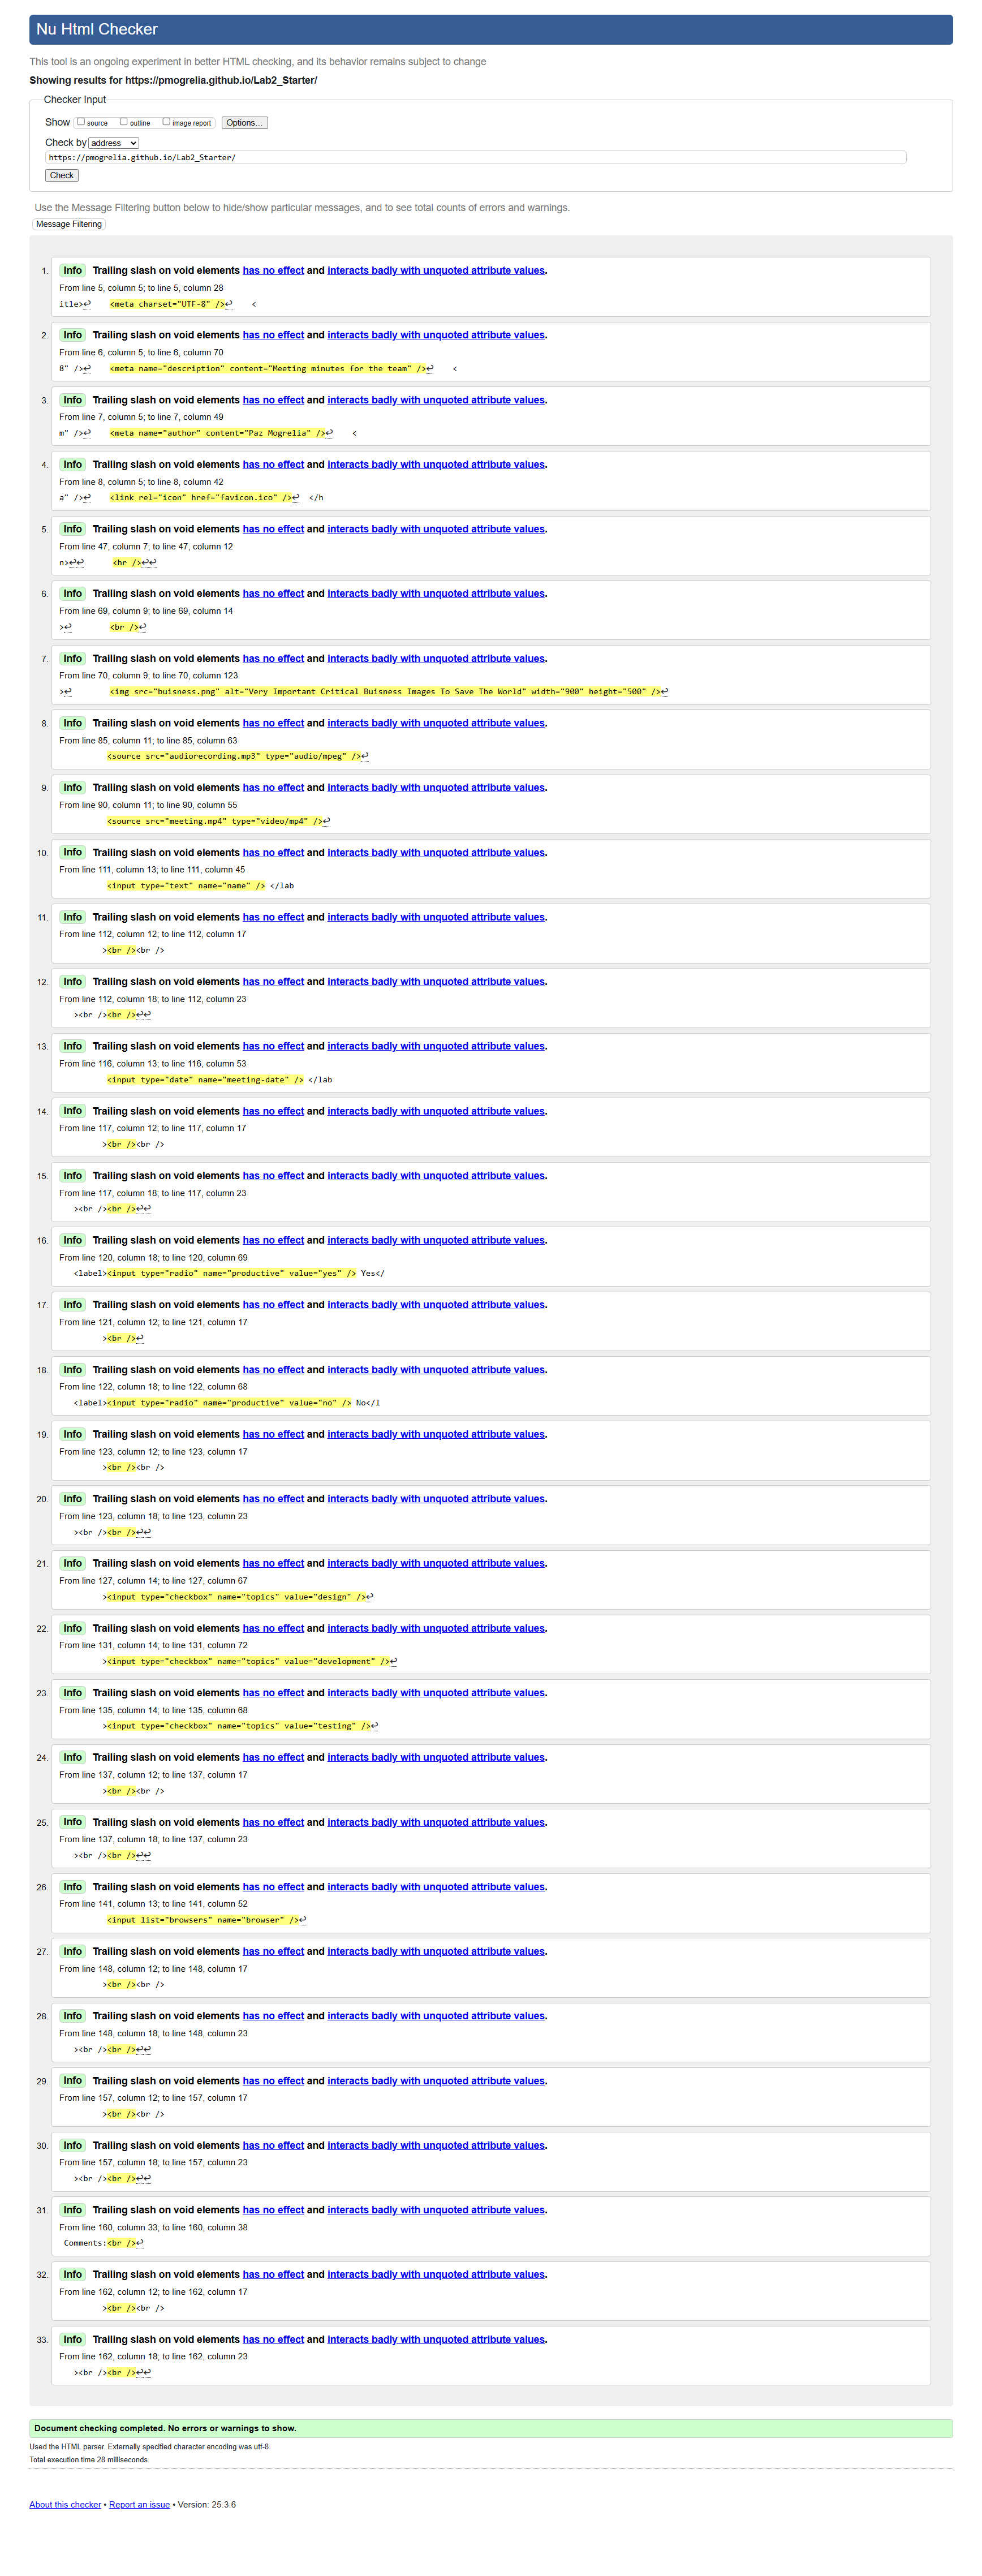 Nu Html Checker
This tool is an ongoing experiment in better HTML checking, and its behavior remains subject to change
Showing results for https://pmogrelia.github.io/Lab2_Starter/
Checker Input
Show source outline image report Options...
Check by address
https://pmogrelia.github.io/Lab2_Starter/
Check
Use the Message Filtering button below to hide/show particular messages, and to see total counts of errors and warnings.
Message Filtering
1. Info Trailing slash on void elements has no effect and interacts badly with unquoted attribute values.
From line 5, column 5; to line 5, column 28
itle>↩    <meta charset="UTF-8" />↩    <
2. Info Trailing slash on void elements has no effect and interacts badly with unquoted attribute values.
From line 6, column 5; to line 6, column 70
8" />↩    <meta name="description" content="Meeting minutes for the team" />↩    <
3. Info Trailing slash on void elements has no effect and interacts badly with unquoted attribute values.
From line 7, column 5; to line 7, column 49
m" />↩    <meta name="author" content="Paz Mogrelia" />↩    <
4. Info Trailing slash on void elements has no effect and interacts badly with unquoted attribute values.
From line 8, column 5; to line 8, column 42
a" />↩    <link rel="icon" href="favicon.ico" />↩  </h
5. Info Trailing slash on void elements has no effect and interacts badly with unquoted attribute values.
From line 47, column 7; to line 47, column 12
n>↩↩      <hr />↩↩
6. Info Trailing slash on void elements has no effect and interacts badly with unquoted attribute values.
From line 69, column 9; to line 69, column 14
>↩        <br />↩
7. Info Trailing slash on void elements has no effect and interacts badly with unquoted attribute values.
From line 70, column 9; to line 70, column 123
>↩        <img src="buisness.png" alt="Very Important Critical Buisness Images To Save The World" width="900" height="500" />↩
8. Info Trailing slash on void elements has no effect and interacts badly with unquoted attribute values.
From line 85, column 11; to line 85, column 63
<source src="audiorecording.mp3" type="audio/mpeg" />↩
9. Info Trailing slash on void elements has no effect and interacts badly with unquoted attribute values.
From line 90, column 11; to line 90, column 55
<source src="meeting.mp4" type="video/mp4" />↩
10. Info Trailing slash on void elements has no effect and interacts badly with unquoted attribute values.
From line 111, column 13; to line 111, column 45
<input type="text" name="name" /> </lab
11. Info Trailing slash on void elements has no effect and interacts badly with unquoted attribute values.
From line 112, column 12; to line 112, column 17
><br /><br />
12. Info Trailing slash on void elements has no effect and interacts badly with unquoted attribute values.
From line 112, column 18; to line 112, column 23
><br /><br />↩↩
13. Info Trailing slash on void elements has no effect and interacts badly with unquoted attribute values.
From line 116, column 13; to line 116, column 53
<input type="date" name="meeting-date" /> </lab
14. Info Trailing slash on void elements has no effect and interacts badly with unquoted attribute values.
From line 117, column 12; to line 117, column 17
><br /><br />
15. Info Trailing slash on void elements has no effect and interacts badly with unquoted attribute values.
From line 117, column 18; to line 117, column 23
><br /><br />↩↩
16. Info Trailing slash on void elements has no effect and interacts badly with unquoted attribute values.
From line 120, column 18; to line 120, column 69
<label><input type="radio" name="productive" value="yes" /> Yes</
17. Info Trailing slash on void elements has no effect and interacts badly with unquoted attribute values.
From line 121, column 12; to line 121, column 17
><br />↩
18. Info Trailing slash on void elements has no effect and interacts badly with unquoted attribute values.
From line 122, column 18; to line 122, column 68
<label><input type="radio" name="productive" value="no" /> No</l
19. Info Trailing slash on void elements has no effect and interacts badly with unquoted attribute values.
From line 123, column 12; to line 123, column 17
><br /><br />
20. Info Trailing slash on void elements has no effect and interacts badly with unquoted attribute values.
From line 123, column 18; to line 123, column 23
><br /><br />↩↩
21. Info Trailing slash on void elements has no effect and interacts badly with unquoted attribute values.
From line 127, column 14; to line 127, column 67
><input type="checkbox" name="topics" value="design" />↩
22. Info Trailing slash on void elements has no effect and interacts badly with unquoted attribute values.
From line 131, column 14; to line 131, column 72
><input type="checkbox" name="topics" value="development" />↩
23. Info Trailing slash on void elements has no effect and interacts badly with unquoted attribute values.
From line 135, column 14; to line 135, column 68
><input type="checkbox" name="topics" value="testing" />↩
24. Info Trailing slash on void elements has no effect and interacts badly with unquoted attribute values.
From line 137, column 12; to line 137, column 17
><br /><br />
25. Info Trailing slash on void elements has no effect and interacts badly with unquoted attribute values.
From line 137, column 18; to line 137, column 23
><br /><br />↩↩
26. Info Trailing slash on void elements has no effect and interacts badly with unquoted attribute values.
From line 141, column 13; to line 141, column 52
<input list="browsers" name="browser" />↩
27. Info Trailing slash on void elements has no effect and interacts badly with unquoted attribute values.
From line 148, column 12; to line 148, column 17
><br /><br />
28. Info Trailing slash on void elements has no effect and interacts badly with unquoted attribute values.
From line 148, column 18; to line 148, column 23
><br /><br />↩↩
29. Info Trailing slash on void elements has no effect and interacts badly with unquoted attribute values.
From line 157, column 12; to line 157, column 17
><br /><br />
30. Info Trailing slash on void elements has no effect and interacts badly with unquoted attribute values.
From line 157, column 18; to line 157, column 23
><br /><br />↩↩
31. Info Trailing slash on void elements has no effect and interacts badly with unquoted attribute values.
From line 160, column 33; to line 160, column 38
Comments:<br />↩
32. Info Trailing slash on void elements has no effect and interacts badly with unquoted attribute values.
From line 162, column 12; to line 162, column 17
><br /><br />
33. Info Trailing slash on void elements has no effect and interacts badly with unquoted attribute values.
From line 162, column 18; to line 162, column 23
><br /><br />↩↩
Document checking completed. No errors or warnings to show.
Used the HTML parser. Externally specified character encoding was utf-8.
Total execution time 28 milliseconds.
About this checker • Report an issue • Version: 25.3.6